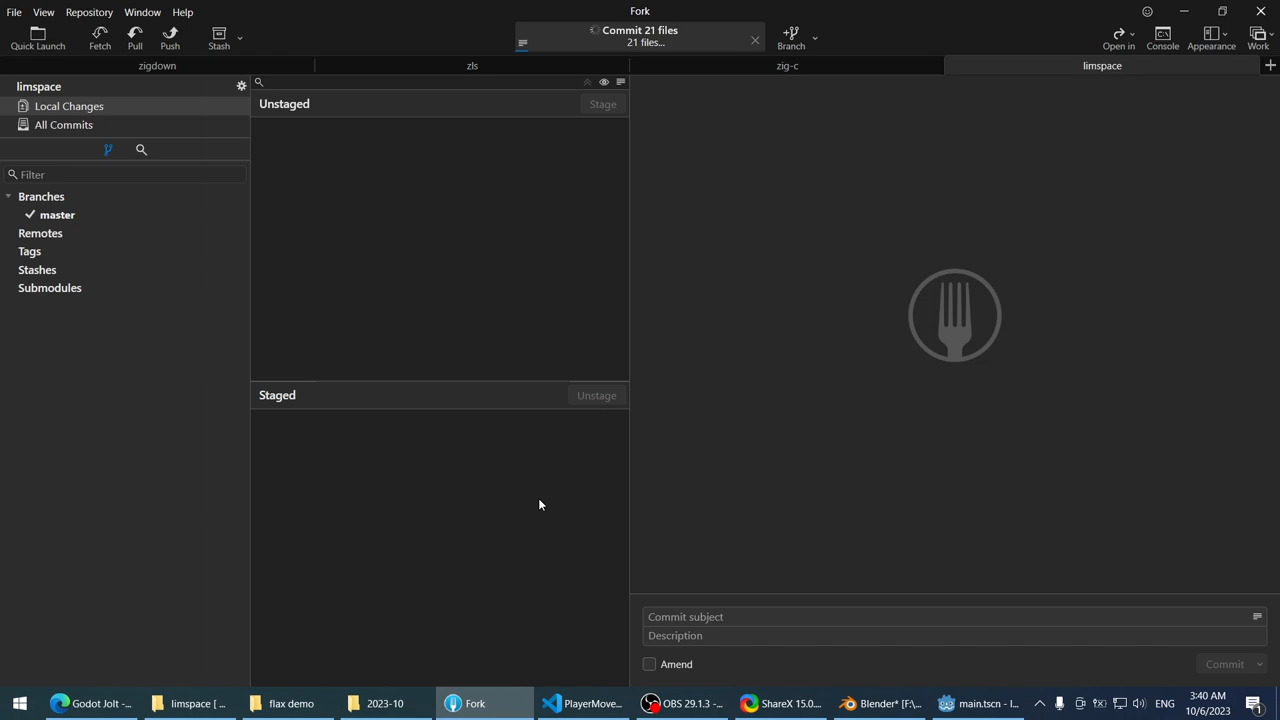 File View Repository Window Help
Fork
Quick Launch Fetch Pull Push Stash
Commit 21 files
21 files...
Branch
Open in Console Appearance Work
zigdown zls zig-c limspace
limspace
Local Changes
All Commits
Filter
Branches
master
Remotes
Tags
Stashes
Submodules
Unstaged Stage
Staged Unstage
Commit subject
Description
Amend Commit
Godot Jolt -...
limspace [ ...
flax demo
2023-10
Fork
PlayerMove...
OBS 29.1.3 -...
ShareX 15.0...
Blender* [F:\...
main.tscn - l...
ENG
3:40 AM
10/6/2023
1